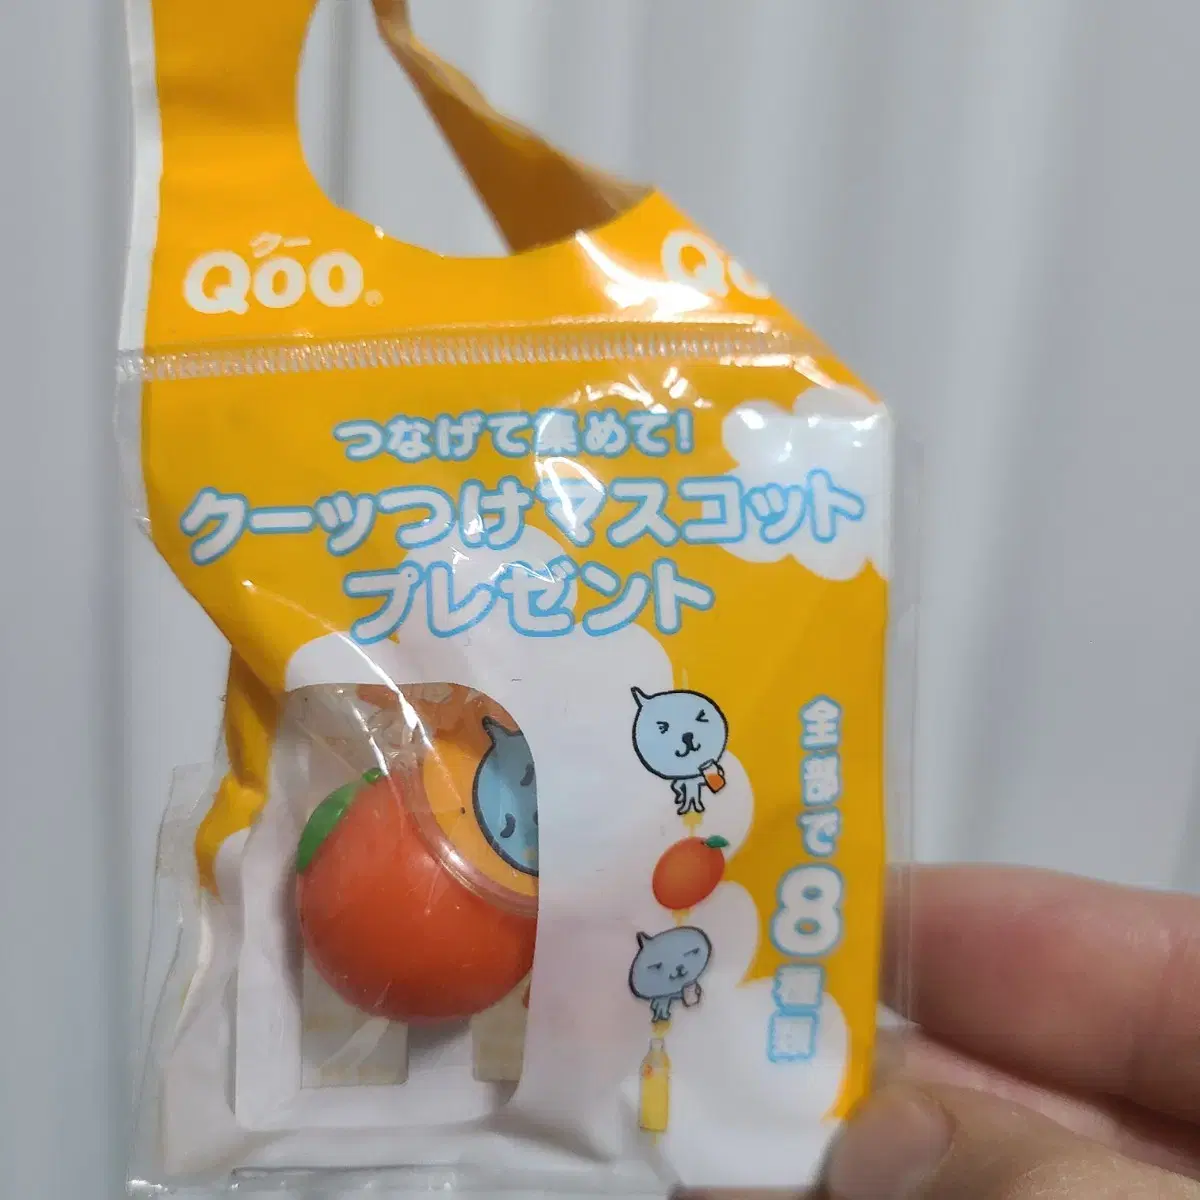 クー
Qoo®
Qo
つなげて集めて!
クーッつけマスコット
プレゼント
全部で8種類